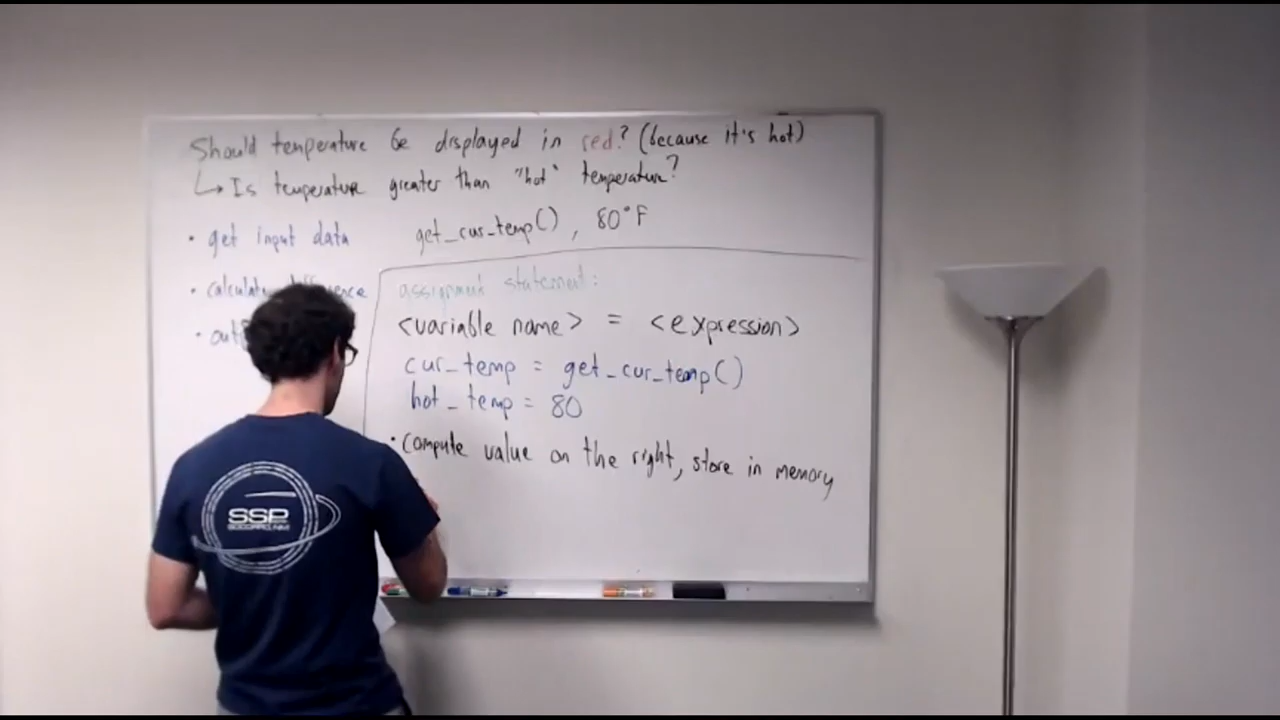 Should temperature be displayed in red? (because it's hot)
↳ Is temperature greater than "hot" temperature?
• get input data get_cur_temp(), 80°F
• calculate
assignment statement:
<variable name> = <expression>
cur_temp = get_cur_temp()
hot_temp = 80
• compute value on the right, store in memory
SSP
SOCORRO, NM